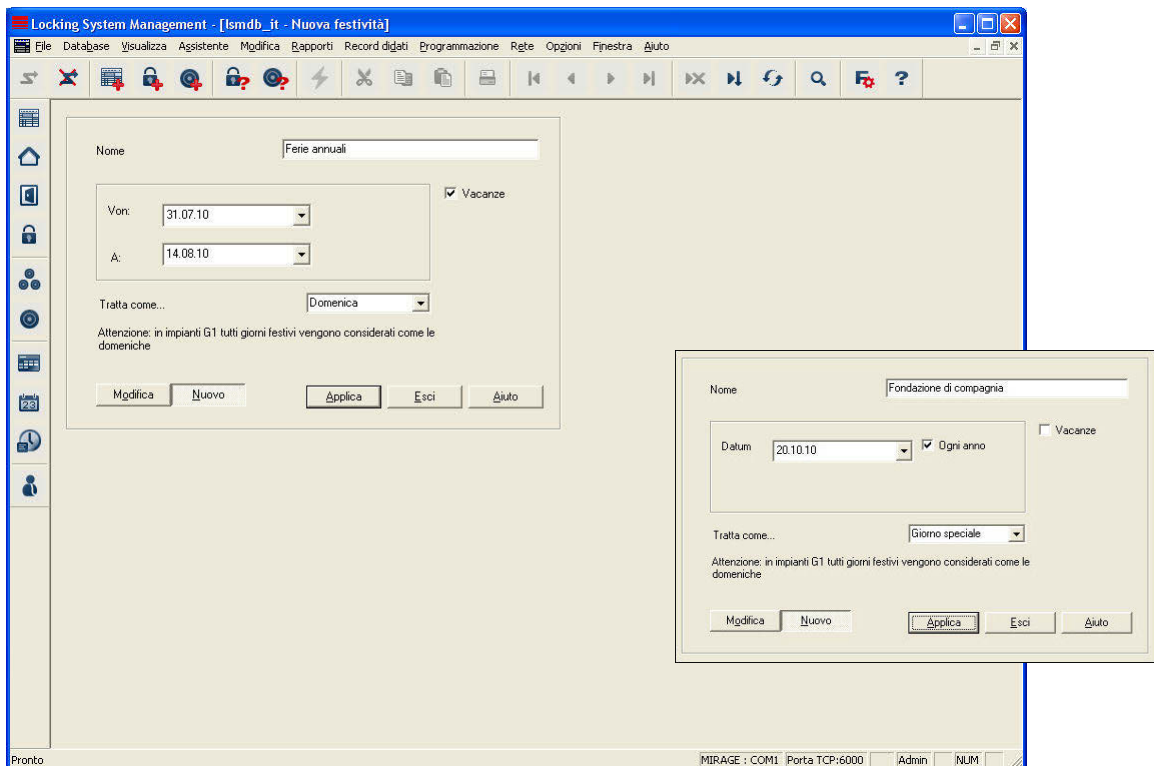 Locking System Management - [lsmdb_it - Nuova festività]
File Database Visualizza Assistente Modifica Rapporti Record didati Programmazione Rete Opzioni Finestra Aiuto
Nome Ferie annuali
Vacanze
Von: 31.07.10
A: 14.08.10
Tratta come... Domenica
Attenzione: in impianti G1 tutti giorni festivi vengono considerati come le
domeniche
Modifica Nuovo Applica Esci Aiuto
Nome Fondazione di compagnia
Vacanze
Datum 20.10.10 Ogni anno
Tratta come... Giorno speciale
Attenzione: in impianti G1 tutti giorni festivi vengono considerati come le
domeniche
Modifica Nuovo Applica Esci Aiuto
Pronto MIRAGE : COM1 Porta TCP:6000 Admin NUM